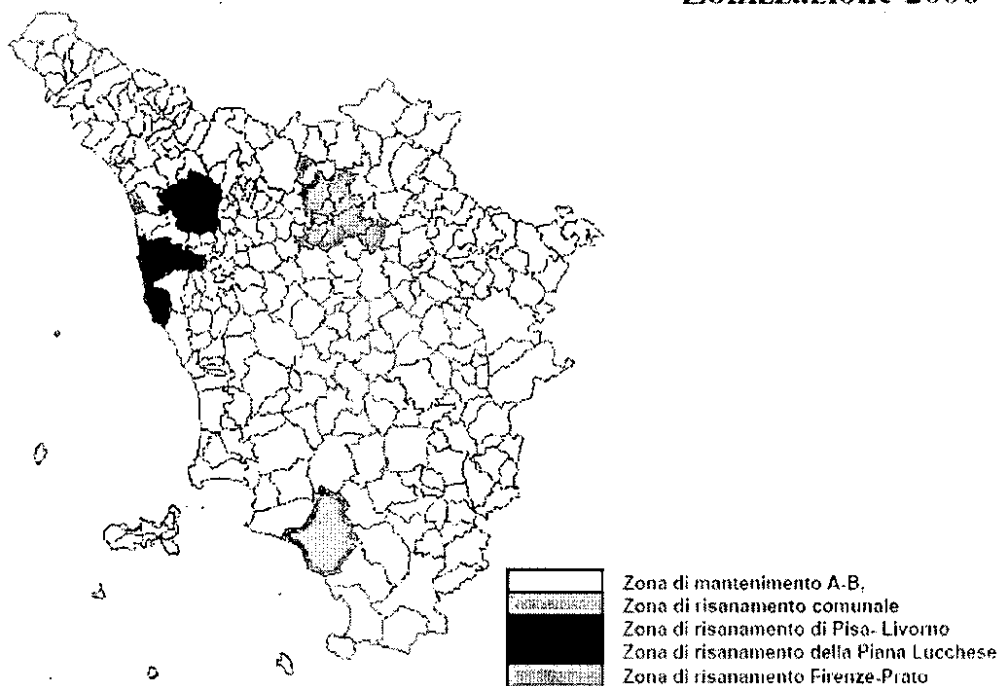 Zona di mantenimento A-B,
Zona di risanamento comunale
Zona di risanamento di Pisa- Livorno
Zona di risanamento della Piana Lucchese
Zona di risanamento Firenze-Prato